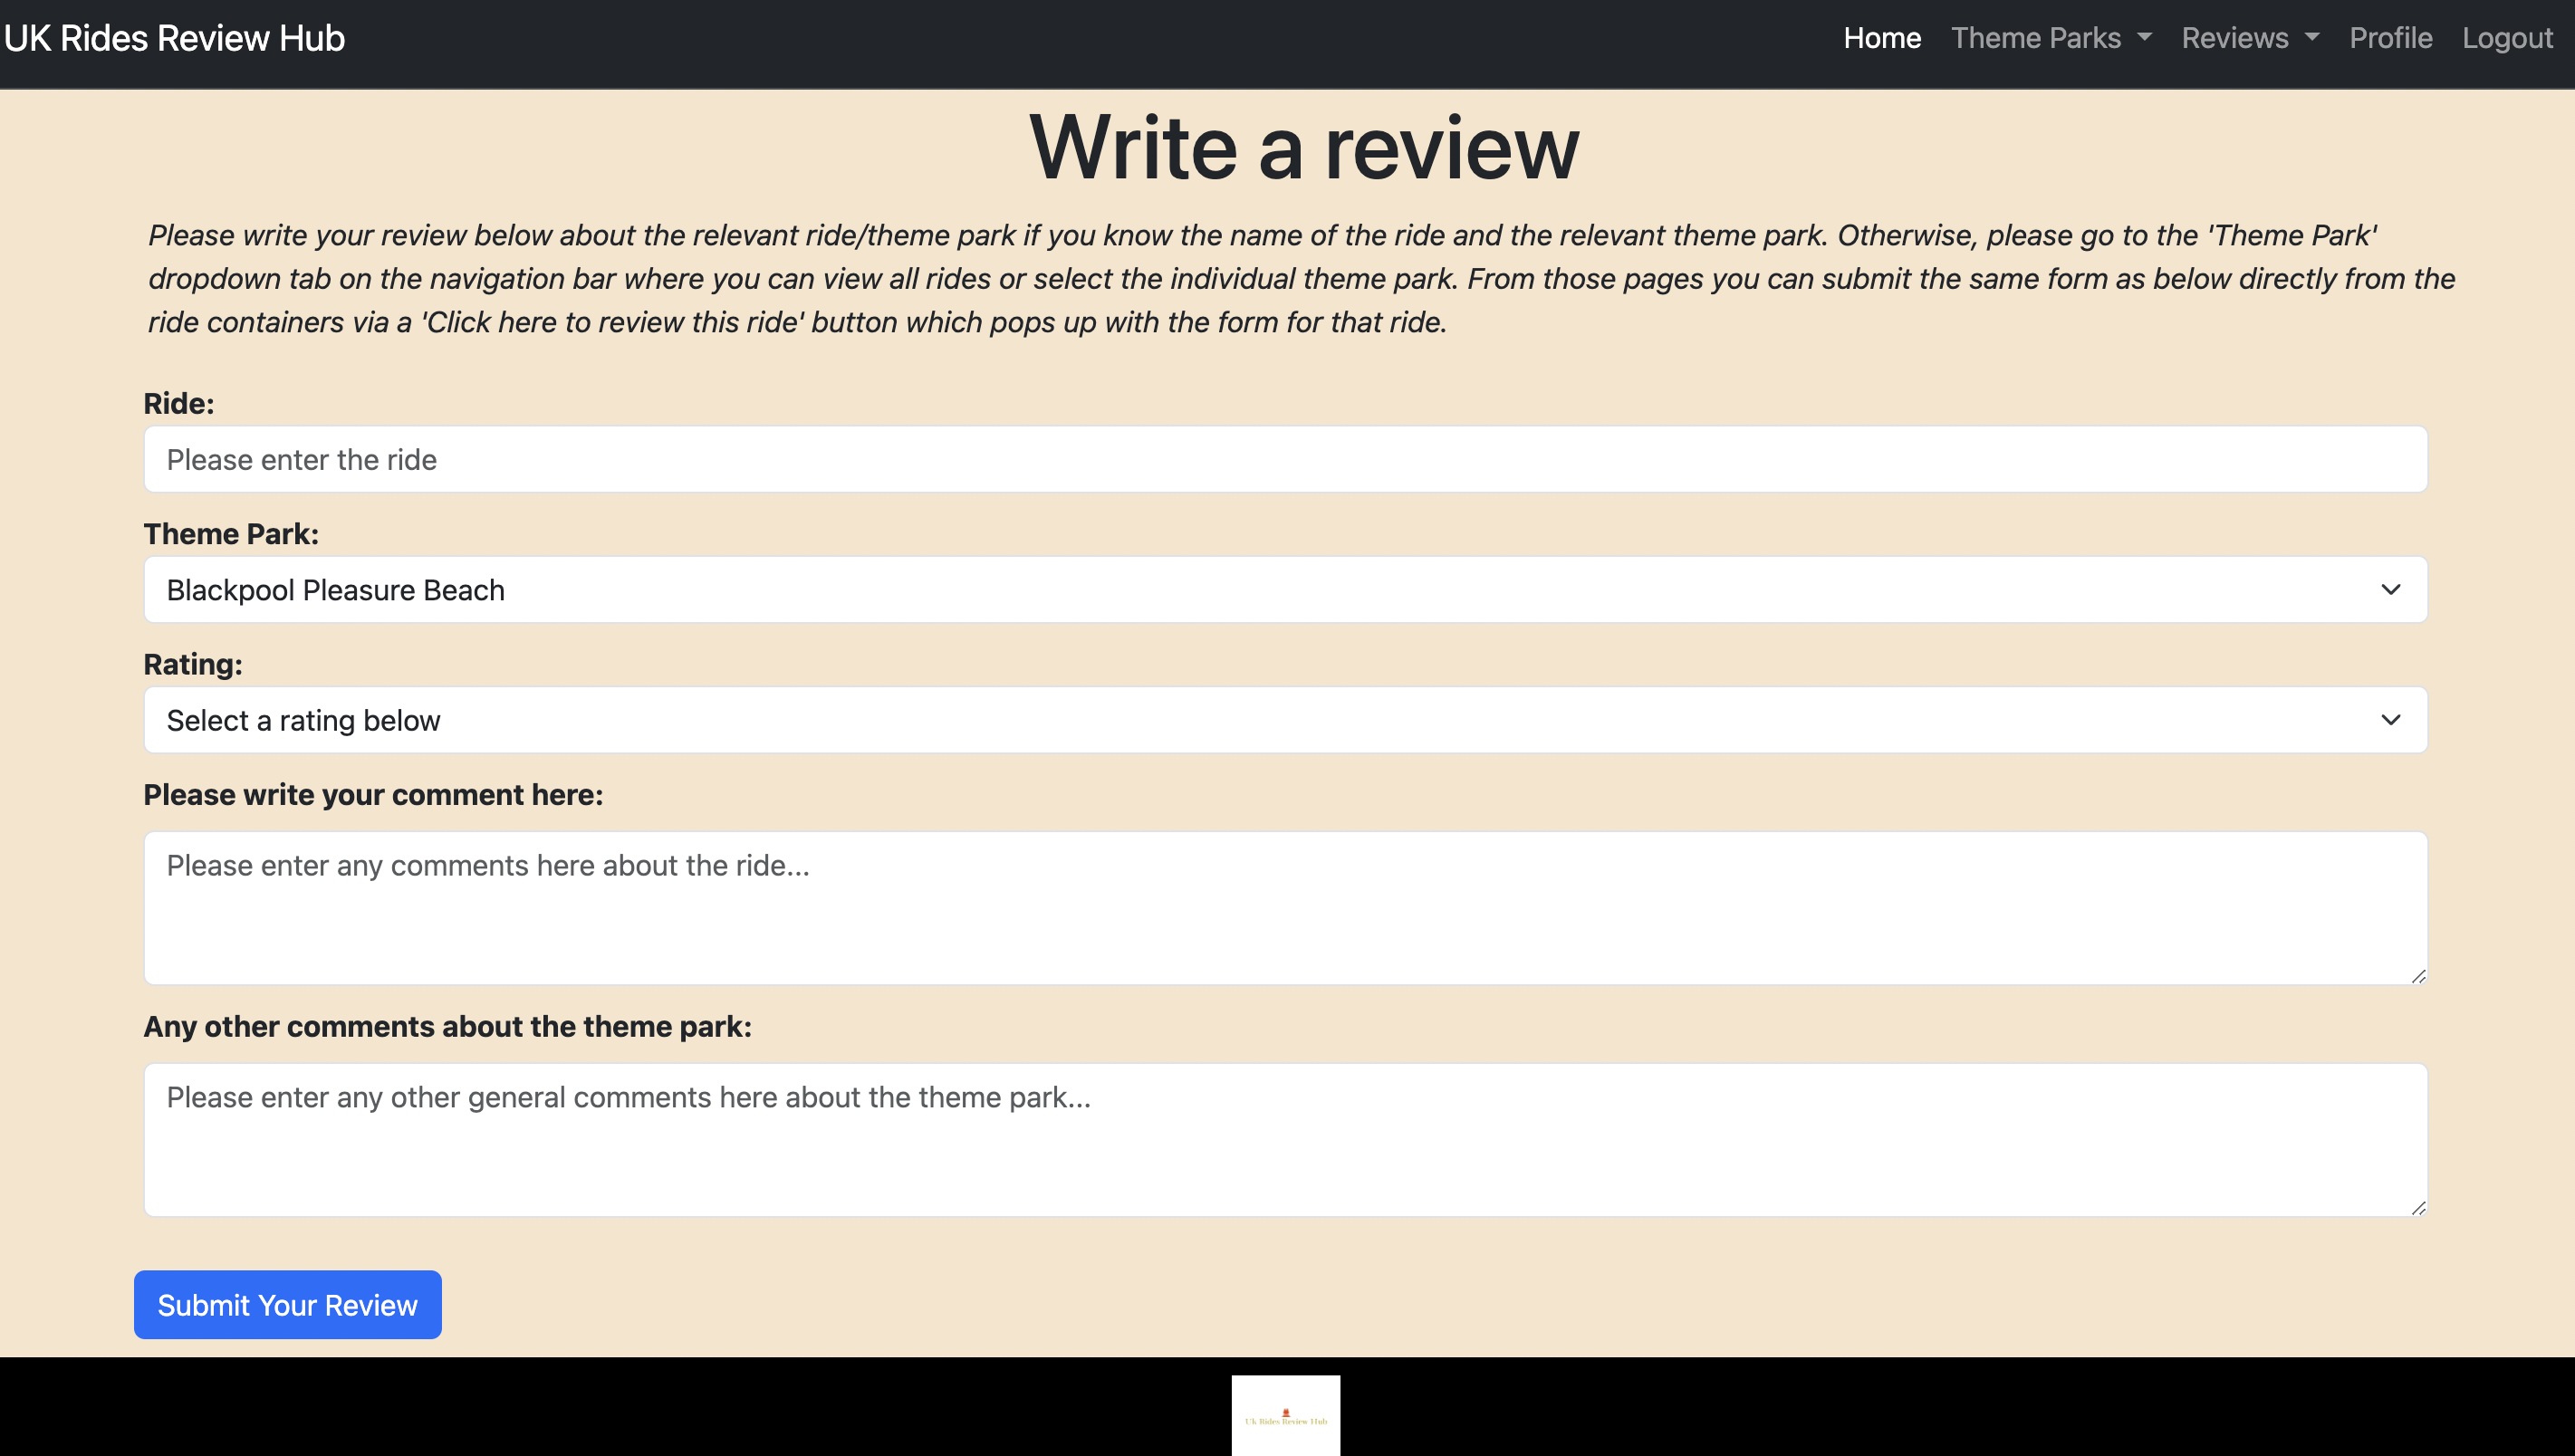 UK Rides Review Hub
Home Theme Parks Reviews Profile Logout
Write a review
Please write your review below about the relevant ride/theme park if you know the name of the ride and the relevant theme park. Otherwise, please go to the 'Theme Park'
dropdown tab on the navigation bar where you can view all rides or select the individual theme park. From those pages you can submit the same form as below directly from the
ride containers via a 'Click here to review this ride' button which pops up with the form for that ride.
Ride:
Please enter the ride
Theme Park:
Blackpool Pleasure Beach
Rating:
Select a rating below
Please write your comment here:
Please enter any comments here about the ride...
Any other comments about the theme park:
Please enter any other general comments here about the theme park...
Submit Your Review
Uk Rides Review Hub